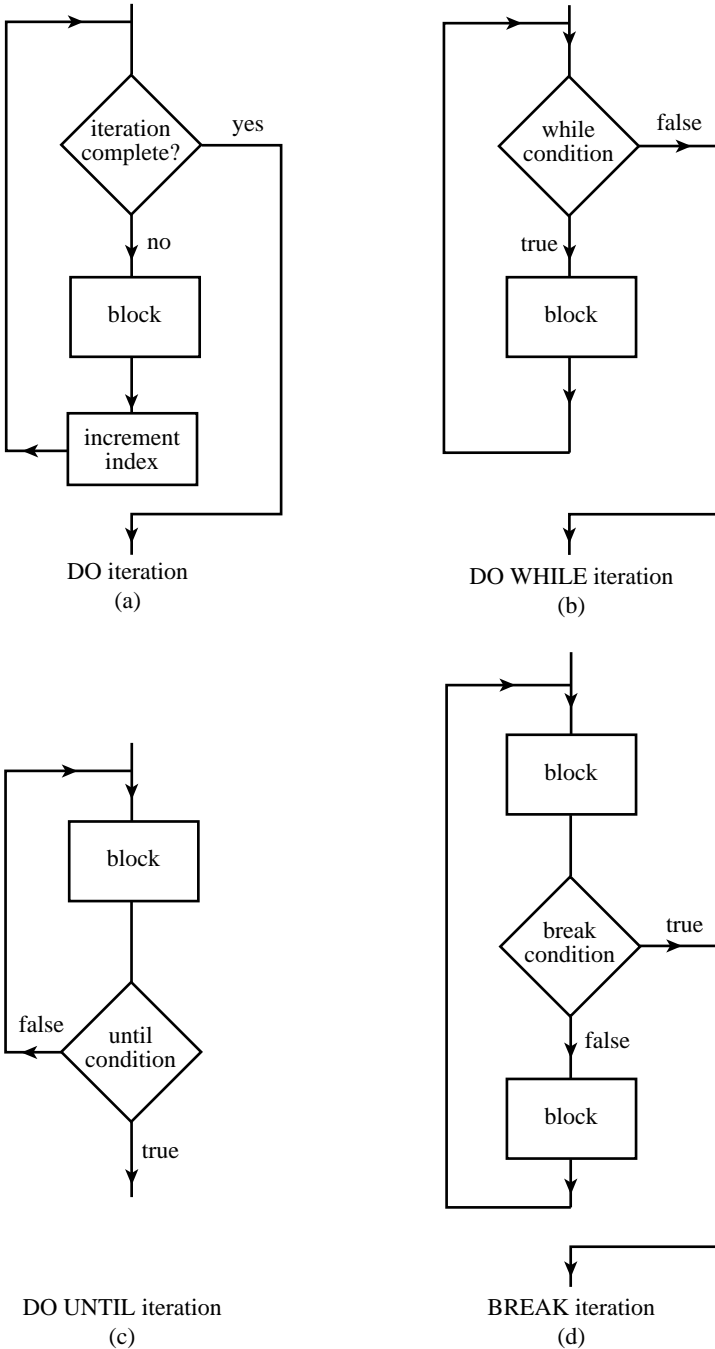 iteration
complete?
yes
no
block
increment
index
DO iteration
(a)
while
condition
false
true
block
DO WHILE iteration
(b)
block
false
until
condition
true
DO UNTIL iteration
(c)
block
break
condition
true
false
block
BREAK iteration
(d)